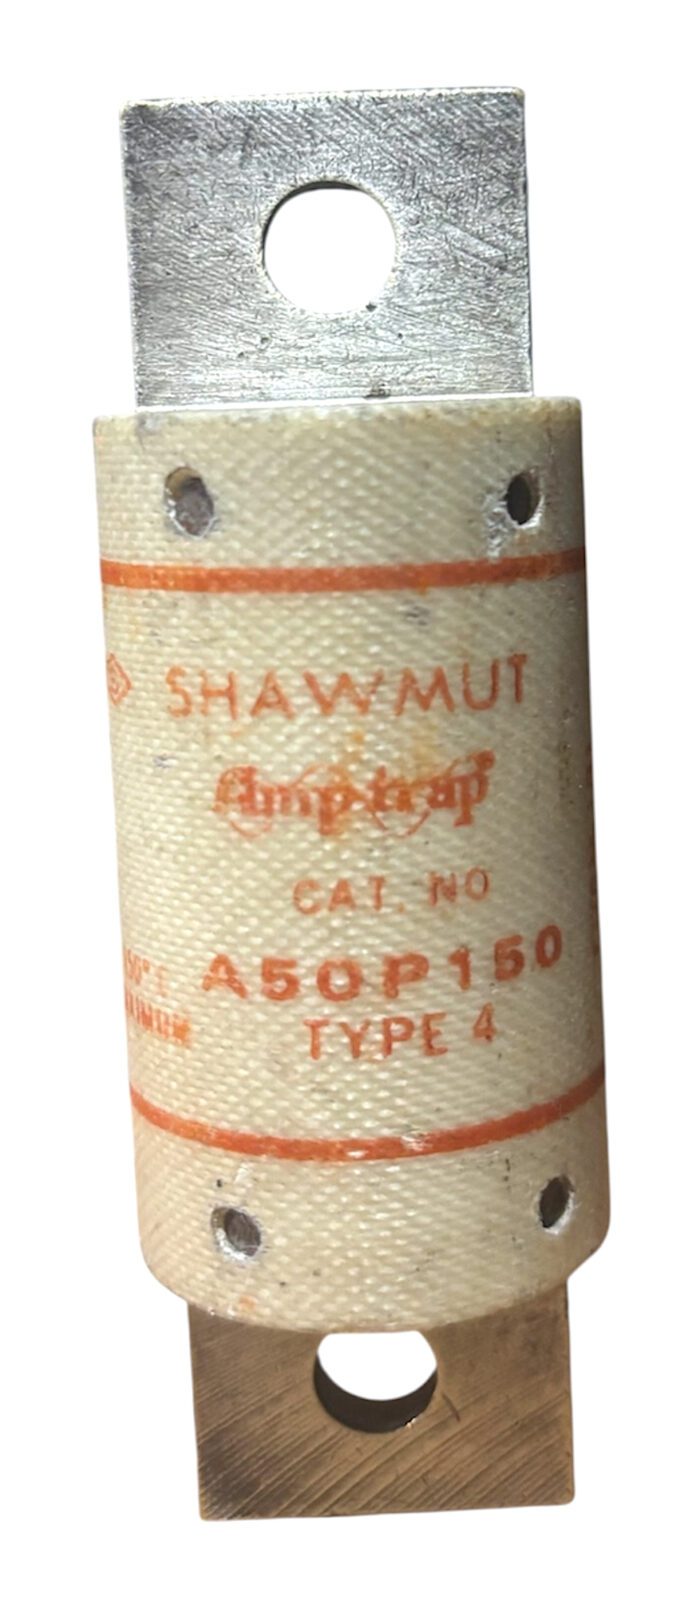 SHAWMUT
Amp-trap®
CAT. NO
A50P150
TYPE 4